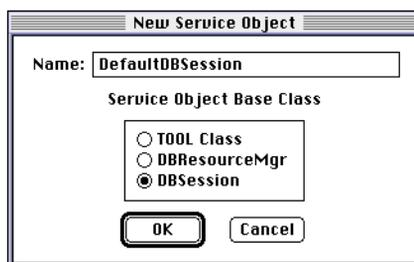 New Service Object
Name: DefaultDBSession
Service Object Base Class
TOOL Class
DBResourceMgr
DBSession
OK Cancel